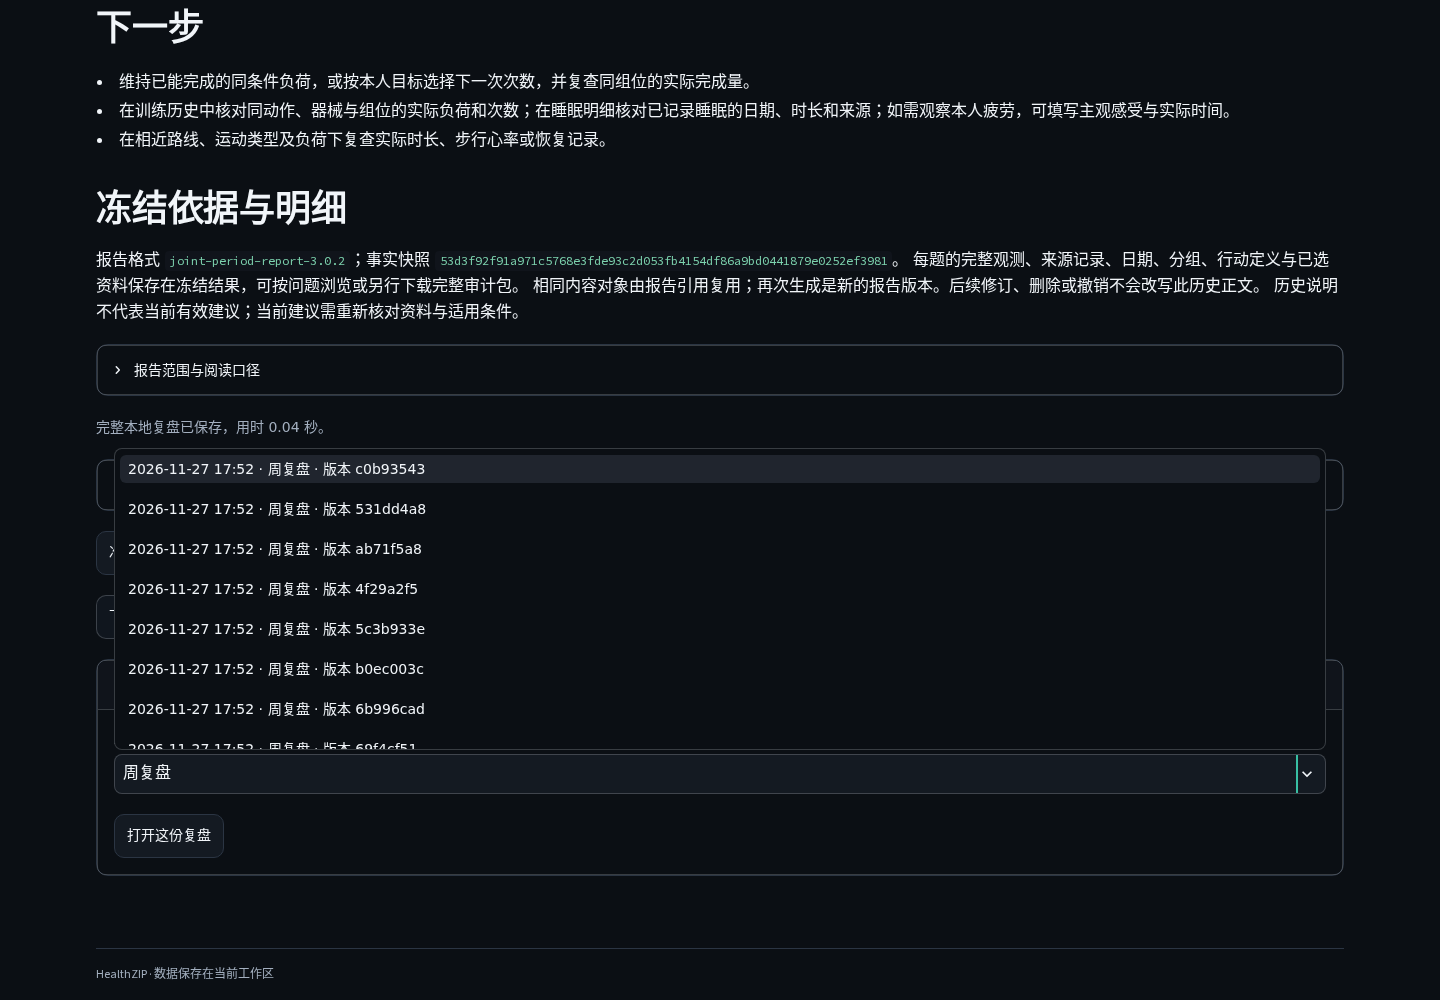 下一步
• 维持已能完成的同条件负荷，或按本人目标选择下一次次数，并复查同组位的实际完成量。
• 在训练历史中核对同动作、器械与组位的实际负荷和次数；在睡眠明细核对已记录睡眠的日期、时长和来源；如需观察本人疲劳，可填写主观感受与实际时间。
• 在相近路线、运动类型及负荷下复查实际时长、步行心率或恢复记录。
冻结依据与明细
报告格式 joint-period-report-3.0.2 ；事实快照 53d3f92f91a971c5768e3fde93c2d053fb4154df86a9bd0441879e0252ef3981 。 每题的完整观测、来源记录、日期、分组、行动定义与已选
资料保存在冻结结果，可按问题浏览或另行下载完整审计包。 相同内容对象由报告引用复用；再次生成是新的报告版本。后续修订、删除或撤销不会改写此历史正文。 历史说明
不代表当前有效建议；当前建议需重新核对资料与适用条件。
报告范围与阅读口径
完整本地复盘已保存，用时 0.04 秒。
2026-11-27 17:52 · 周复盘 · 版本 c0b93543
2026-11-27 17:52 · 周复盘 · 版本 531dd4a8
2026-11-27 17:52 · 周复盘 · 版本 ab71f5a8
2026-11-27 17:52 · 周复盘 · 版本 4f29a2f5
2026-11-27 17:52 · 周复盘 · 版本 5c3b933e
2026-11-27 17:52 · 周复盘 · 版本 b0ec003c
2026-11-27 17:52 · 周复盘 · 版本 6b996cad
2026-11-27 17:52 · 周复盘 · 版本 69f4cf51
周复盘
打开这份复盘
HealthZIP · 数据保存在当前工作区